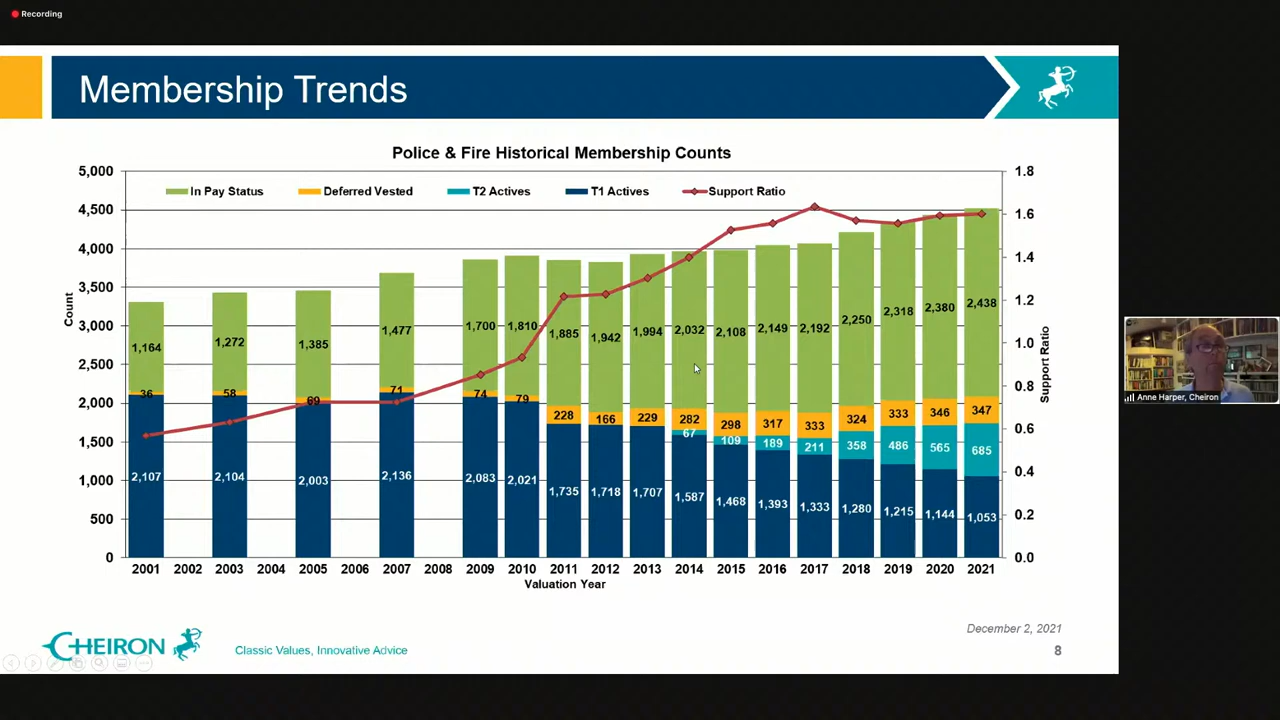 Recording
Membership Trends
Police & Fire Historical Membership Counts
5,000 1.8
In Pay Status Deferred Vested T2 Actives T1 Actives Support Ratio
4,500 1.6
4,000 1.4
3,500 1.2
3,000 1.0
2,500 0.8
2,000 0.6
1,500 0.4
1,000 0.2
500 0.0
0
Count
Support Ratio
1,164 1,272 1,385 1,477 1,700 1,810 1,885 1,942 1,994 2,032 2,108 2,149 2,192 2,250 2,318 2,380 2,438
36 58 69 71 74 79 228 166 229 282 298 317 333 324 333 346 347
67 109 189 211 358 486 565 685
2,107 2,104 2,003 2,136 2,083 2,021 1,735 1,718 1,707 1,587 1,468 1,393 1,333 1,280 1,215 1,144 1,053
2001 2002 2003 2004 2005 2006 2007 2008 2009 2010 2011 2012 2013 2014 2015 2016 2017 2018 2019 2020 2021
Valuation Year
Anne Harper, Cheiron
December 2, 2021
CHEIRON
Classic Values, Innovative Advice
8